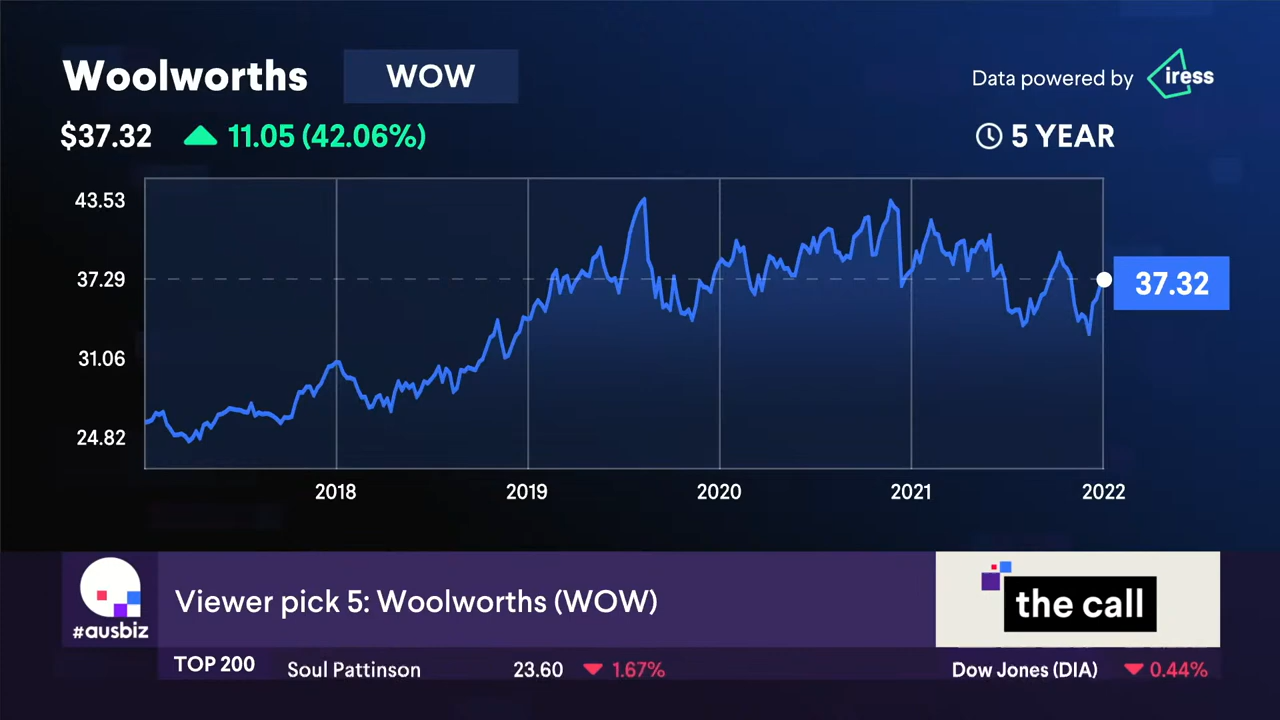 Woolworths WOW
Data powered by iress
$37.32 ▲ 11.05 (42.06%)
5 YEAR
43.53
37.29
31.06
24.82
37.32
2018 2019 2020 2021 2022
#ausbiz
Viewer pick 5: Woolworths (WOW)
the call
TOP 200 Soul Pattinson 23.60 ▼ 1.67% Dow Jones (DIA) ▼ 0.44%